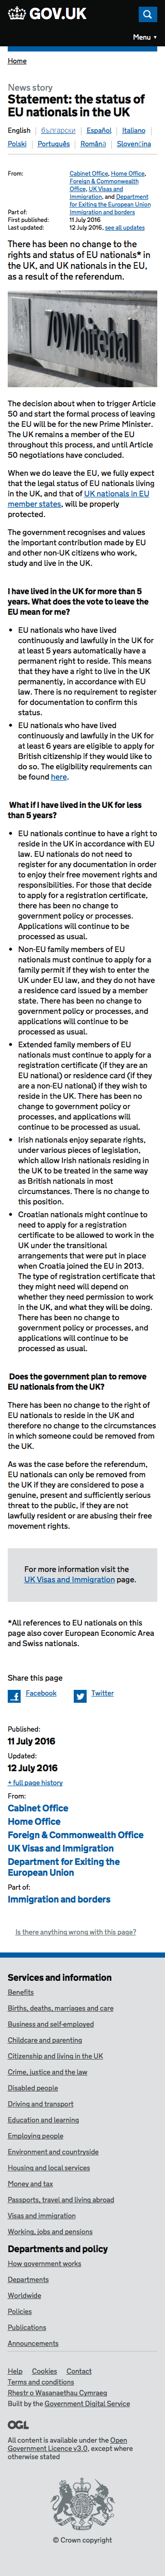 GOV.UK
Menu ▼
Home
News story
Statement: the status of
EU nationals in the UK
English | български | Español | Italiano
Polski | Português | Română | Slovenčina
From: Cabinet Office, Home Office,
Foreign & Commonwealth
Office, UK Visas and
Immigration, and Department
for Exiting the European Union
Part of: Immigration and borders
First published: 11 July 2016
Last updated: 12 July 2016, see all updates
There has been no change to the
rights and status of EU nationals* in
the UK, and UK nationals in the EU,
as a result of the referendum.
The decision about when to trigger Article
50 and start the formal process of leaving
the EU will be for the new Prime Minister.
The UK remains a member of the EU
throughout this process, and until Article
50 negotiations have concluded.
When we do leave the EU, we fully expect
that the legal status of EU nationals living
in the UK, and that of UK nationals in EU
member states, will be properly
protected.
The government recognises and values
the important contribution made by EU
and other non-UK citizens who work,
study and live in the UK.
I have lived in the UK for more than 5
years. What does the vote to leave the
EU mean for me?
• EU nationals who have lived
continuously and lawfully in the UK for
at least 5 years automatically have a
permanent right to reside. This means
that they have a right to live in the UK
permanently, in accordance with EU
law. There is no requirement to register
for documentation to confirm this
status.
• EU nationals who have lived
continuously and lawfully in the UK for
at least 6 years are eligible to apply for
British citizenship if they would like to
do so. The eligibility requirements can
be found here.
What if I have lived in the UK for less
than 5 years?
• EU nationals continue to have a right to
reside in the UK in accordance with EU
law. EU nationals do not need to
register for any documentation in order
to enjoy their free movement rights and
responsibilities. For those that decide to
apply for a registration certificate,
there has been no change to
government policy or processes.
Applications will continue to be
processed as usual.
• Non-EU family members of EU
nationals must continue to apply for a
family permit if they wish to enter the
UK under EU law, and they do not have
a residence card issued by a member
state. There has been no change to
government policy or processes, and
applications will continue to be
processed as usual.
• Extended family members of EU
nationals must continue to apply for a
registration certificate (if they are an
EU national) or residence card (if they
are a non-EU national) if they wish to
reside in the UK. There has been no
change to government policy or
processes, and applications will
continue to be processed as usual.
• Irish nationals enjoy separate rights,
under various pieces of legislation,
which allow Irish nationals residing in
the UK to be treated in the same way
as British nationals in most
circumstances. There is no change to
this position.
• Croatian nationals might continue to
need to apply for a registration
certificate to be allowed to work in the
UK under the transitional
arrangements that were put in place
when Croatia joined the EU in 2013.
The type of registration certificate that
they might need will depend on
whether they need permission to work
in the UK, and what they will be doing.
There has been no change to
government policy or processes, and
applications will continue to be
processed as usual.
Does the government plan to remove
EU nationals from the UK?
There has been no change to the right of
EU nationals to reside in the UK and
therefore no change to the circumstances
in which someone could be removed from
the UK.
As was the case before the referendum,
EU nationals can only be removed from
the UK if they are considered to pose a
genuine, present and sufficiently serious
threat to the public, if they are not
lawfully resident or are abusing their free
movement rights.
For more information visit the
UK Visas and Immigration page.
*All references to EU nationals on this
page also cover European Economic Area
and Swiss nationals.
Share this page
Facebook Twitter
Published:
11 July 2016
Updated:
12 July 2016
+ full page history
From:
Cabinet Office
Home Office
Foreign & Commonwealth Office
UK Visas and Immigration
Department for Exiting the
European Union
Part of:
Immigration and borders
Is there anything wrong with this page?
Services and information
Benefits
Births, deaths, marriages and care
Business and self-employed
Childcare and parenting
Citizenship and living in the UK
Crime, justice and the law
Disabled people
Driving and transport
Education and learning
Employing people
Environment and countryside
Housing and local services
Money and tax
Passports, travel and living abroad
Visas and immigration
Working, jobs and pensions
Departments and policy
How government works
Departments
Worldwide
Policies
Publications
Announcements
Help Cookies Contact
Terms and conditions
Rhestr o Wasanaethau Cymraeg
Built by the Government Digital Service
OGL
All content is available under the Open
Government Licence v3.0, except where
otherwise stated
© Crown copyright